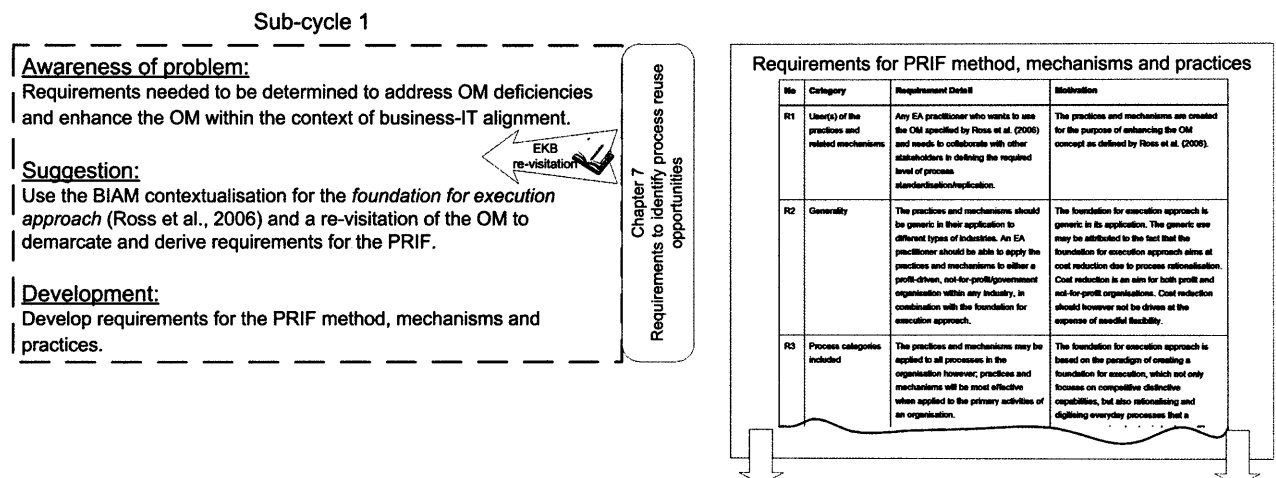 Sub-cycle 1
Awareness of problem:
Requirements needed to be determined to address OM deficiencies
and enhance the OM within the context of business-IT alignment.
Suggestion:
Use the BIAM contextualisation for the foundation for execution
approach (Ross et al., 2006) and a re-visitation of the OM to
demarcate and derive requirements for the PRIF.
Development:
Develop requirements for the PRIF method, mechanisms and
practices.
EKB
re-visitation
Chapter 7
Requirements to identify process reuse
opportunities
Requirements for PRIF method, mechanisms and practices
No Category Requirement Detail Motivation
R1
User(s) of the
practices and
related mechanisms
Any EA practitioner who wants to use
the OM specified by Ross et al. (2006)
and needs to collaborate with other
stakeholders in defining the required
level of process
standardisation/replication.
The practices and mechanisms are created
for the purpose of enhancing the OM
concept as defined by Ross et al. (2006).
R2
Generality
The practices and mechanisms should
be generic in their application to
different types of industries. An EA
practitioner should be able to apply the
practices and mechanisms to either a
profit-driven, not-for-profit/government
organisation within any industry, in
combination with the foundation for
execution approach.
The foundation for execution approach is
generic in its application. The generic use
may be attributed to the fact that the
foundation for execution approach aims at
cost reduction due to process rationalisation.
Cost reduction is an aim for both profit and
not-for-profit organisations. Cost reduction
should however not be driven at the
expense of needful flexibility.
R3
Process categories
included
The practices and mechanisms may be
applied to all processes in the
organisation however; practices and
mechanisms will be most effective
when applied to the primary activities of
an organisation.
The foundation for execution approach is
based on the paradigm of creating a
foundation for execution, which not only
focuses on competitive distinctive
capabilities, but also rationalising and
digitising everyday processes that a